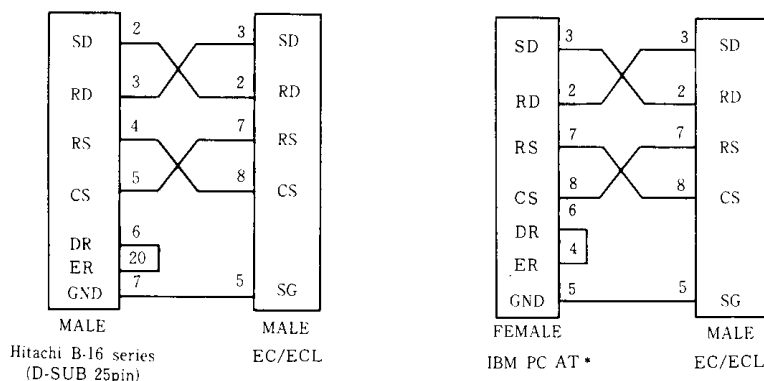 2 3
SD SD
3 2
RD RD
4 7
RS RS
5 8
CS CS
6
DR
20
ER
7 5
GND SG
MALE MALE
Hitachi B-16 series EC/ECL
(D-SUB 25pin)
3 3
SD SD
2 2
RD RD
7 7
RS RS
8 8
CS CS
6
DR
4
ER
5 5
GND SG
FEMALE MALE
IBM PC AT* EC/ECL